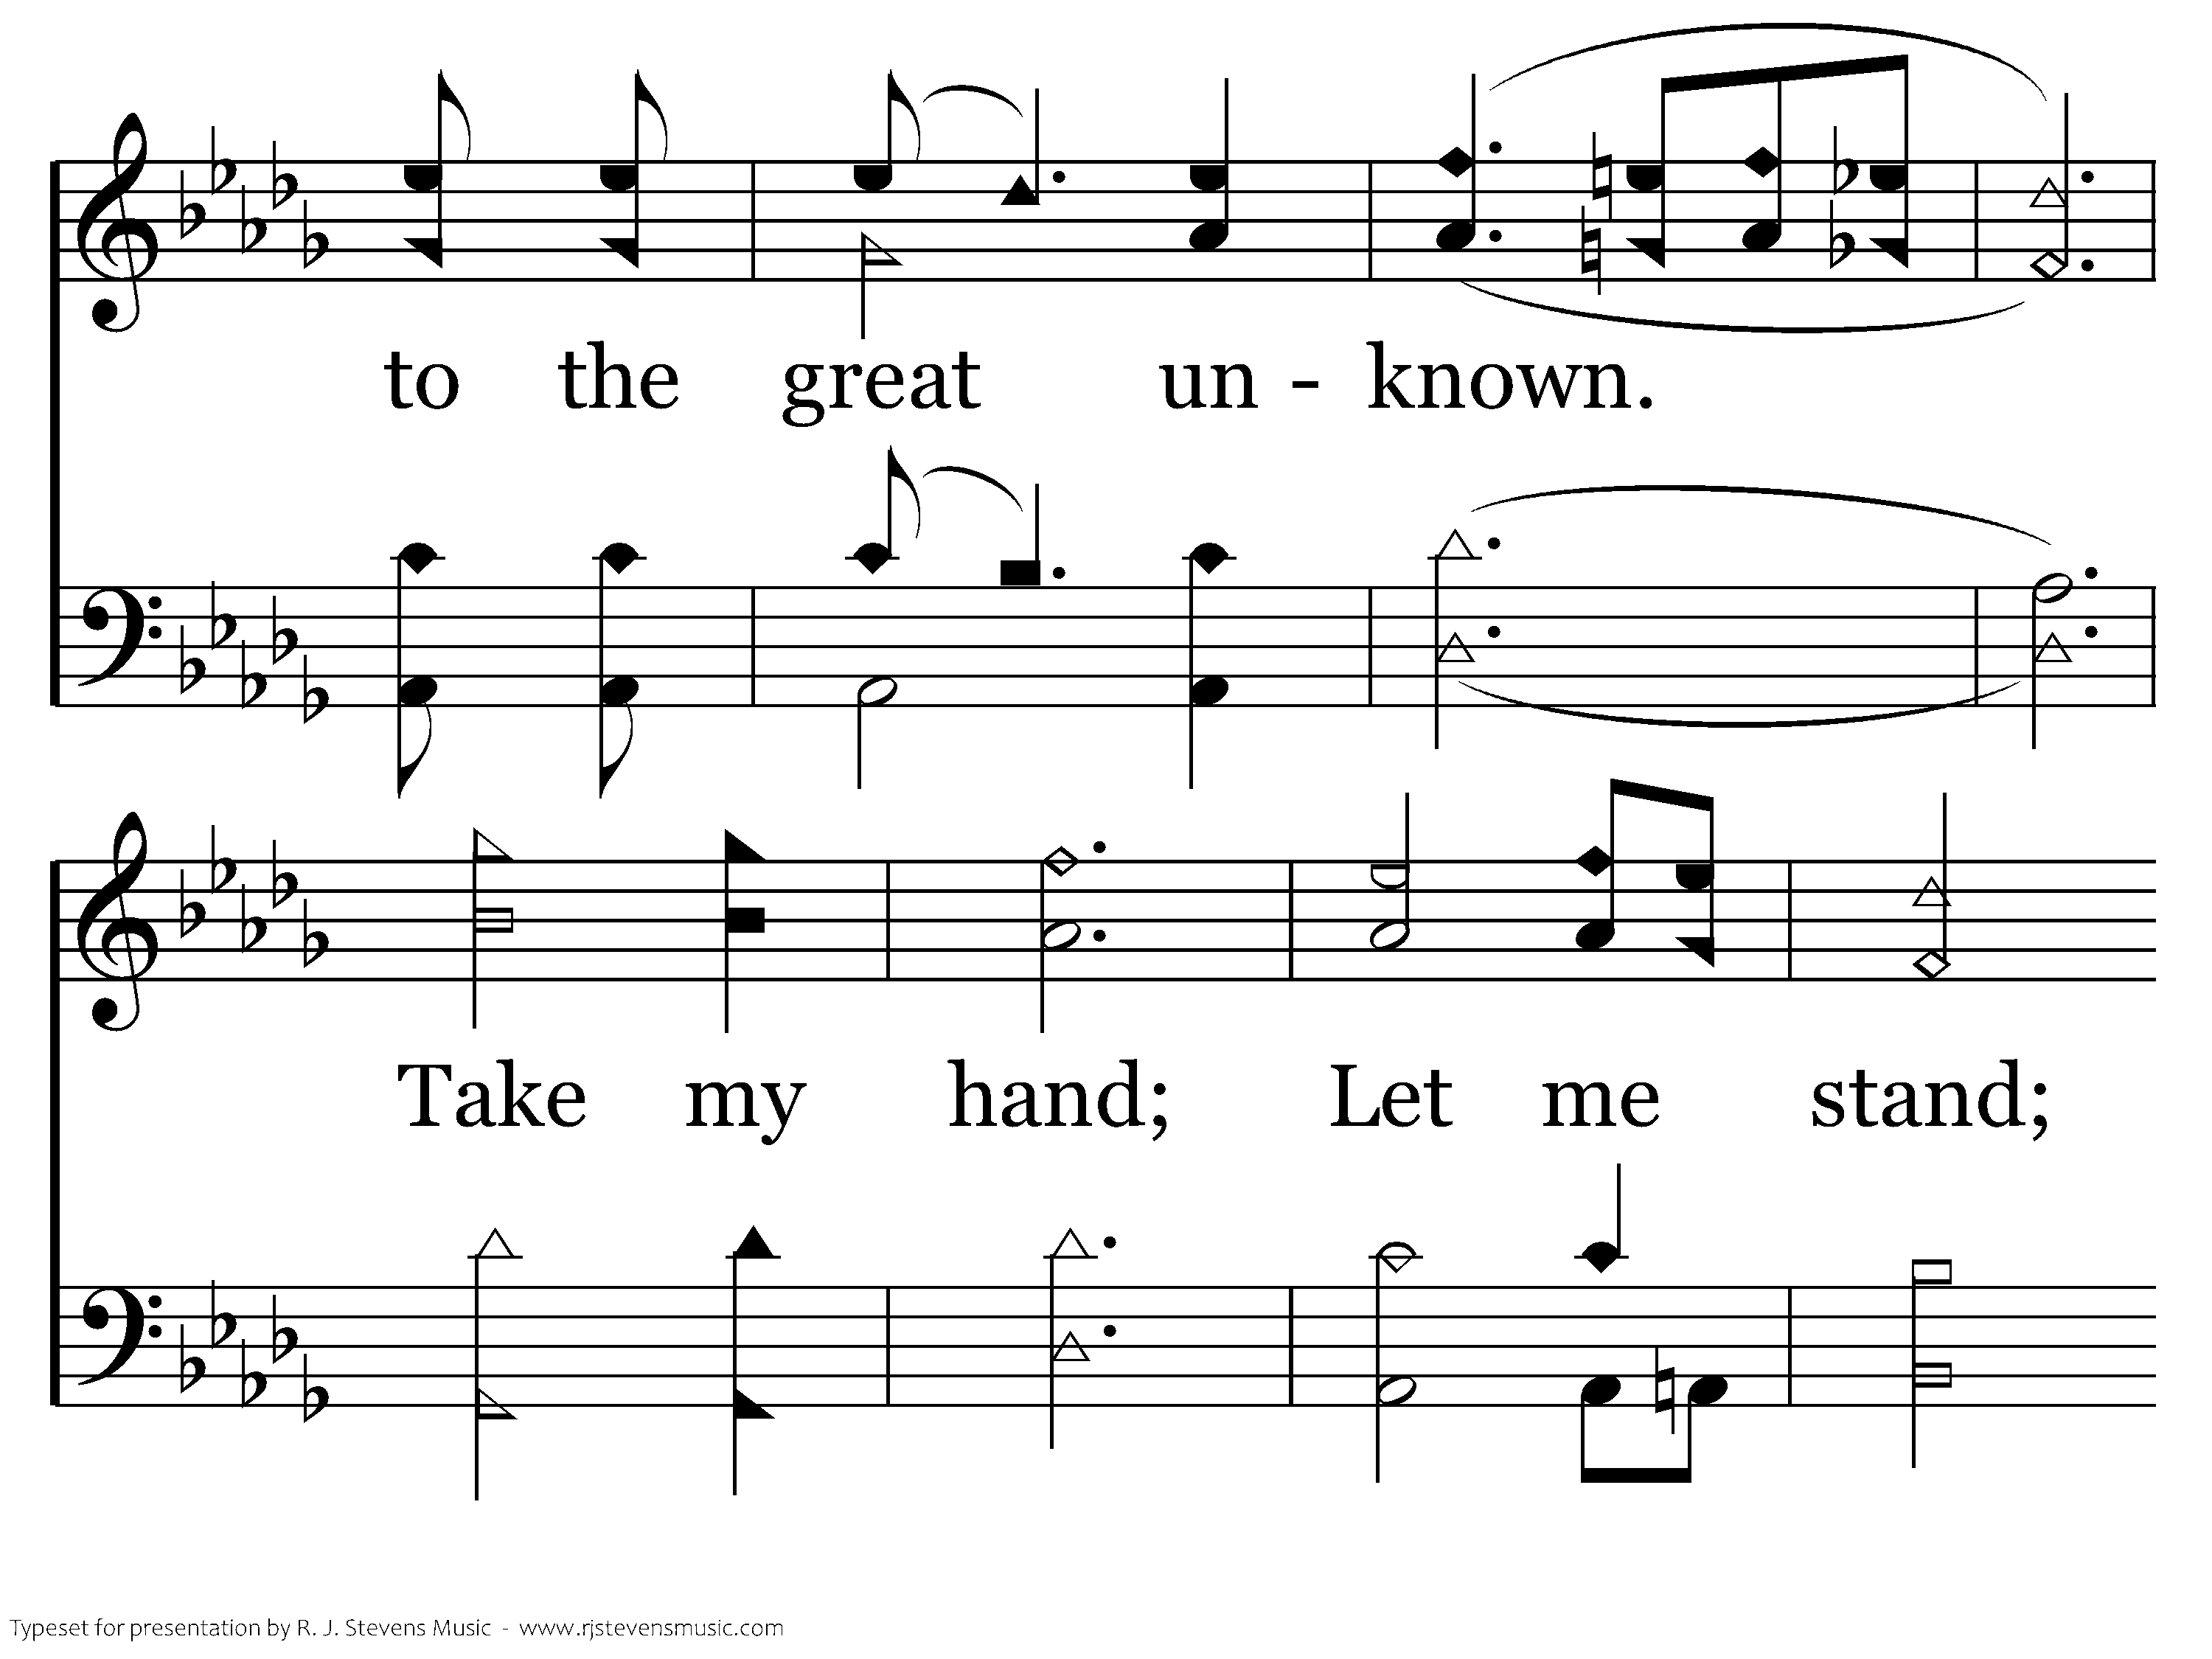 to the great un - known.
Take my hand; Let me stand;
Typeset for presentation by R. J. Stevens Music - www.rjstevensmusic.com